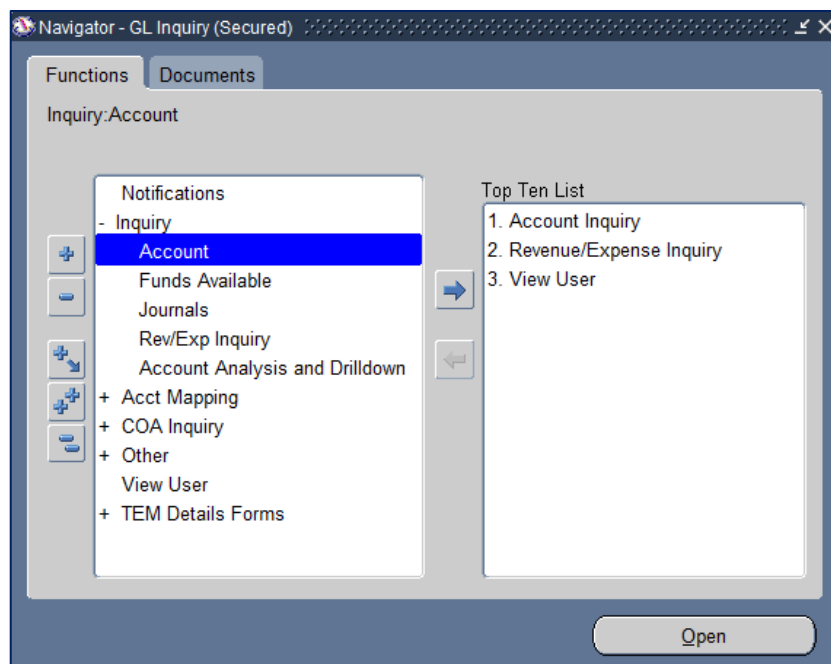 Navigator - GL Inquiry (Secured)
Functions
Documents
Inquiry:Account
Notifications
- Inquiry
Account
Funds Available
Journals
Rev/Exp Inquiry
Account Analysis and Drilldown
+ Acct Mapping
+ COA Inquiry
+ Other
View User
+ TEM Details Forms
Top Ten List
1. Account Inquiry
2. Revenue/Expense Inquiry
3. View User
Open